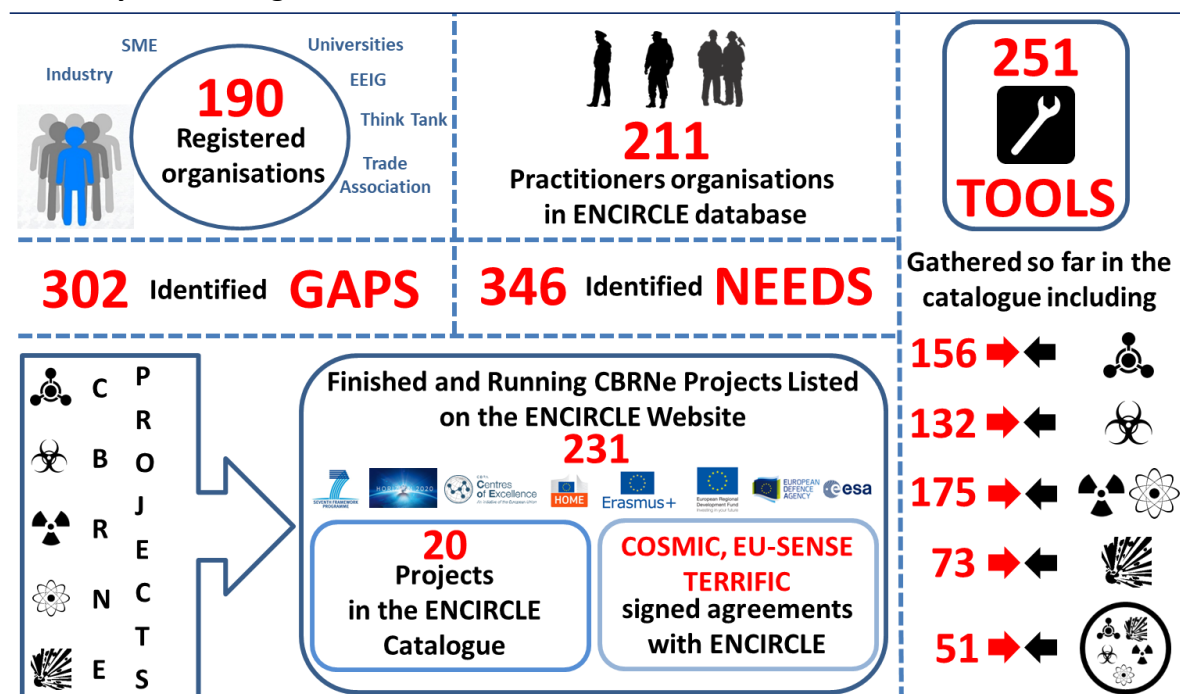 SME
Universities
Industry
EEIG
190
Registered
organisations
Think Tank
Trade
Association
211
Practitioners organisations
in ENCIRCLE database
251
TOOLS
302 Identified GAPS
346 Identified NEEDS
Gathered so far in the
catalogue including
156
132
175
73
51
C
B
R
N
E
P
R
O
J
E
C
T
S
Finished and Running CBRNe Projects Listed
on the ENCIRCLE Website
231
SEVENTH FRAMEWORK
PROGRAMME
Centres
of Excellence
HOME
Erasmus+
European Regional
Development Fund
EUROPEAN
DEFENCE
AGENCY
esa
20
Projects
in the ENCIRCLE
Catalogue
COSMIC, EU-SENSE
TERRIFIC
signed agreements
with ENCIRCLE